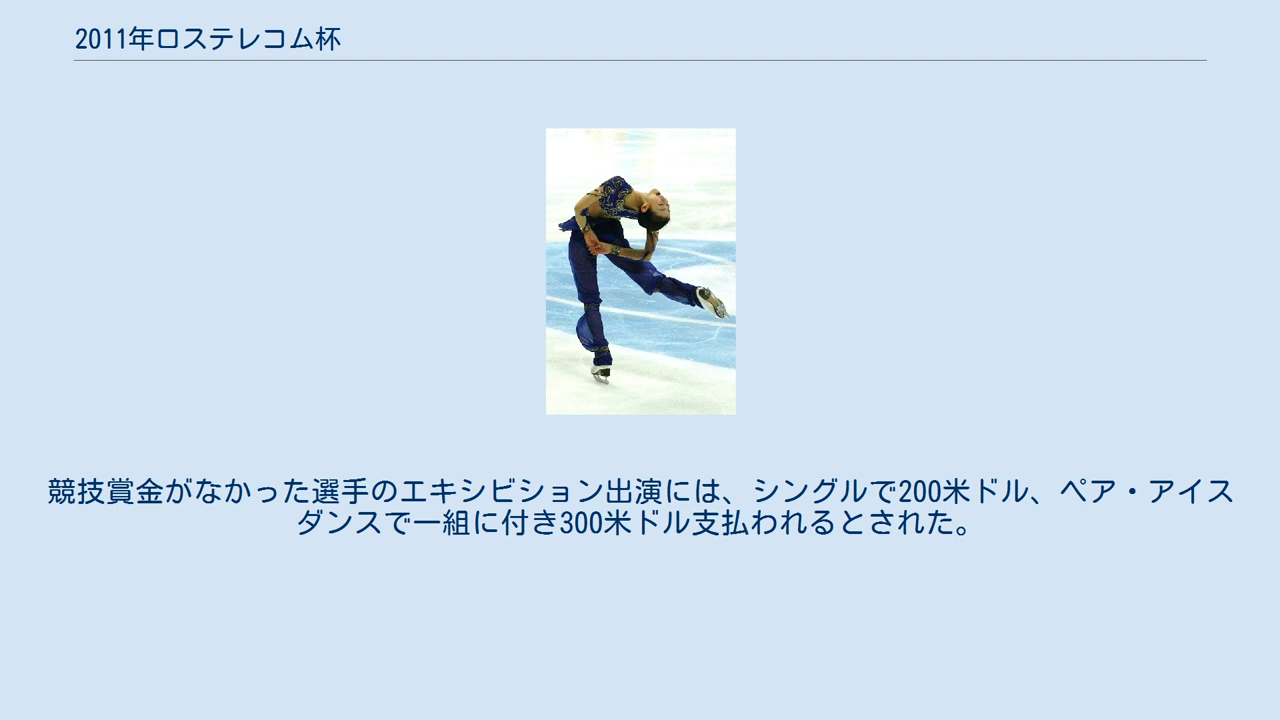 2011年ロステレコム杯
競技賞金がなかった選手のエキシビション出演には、シングルで200米ドル、ペア・アイス
ダンスで一組に付き300米ドル支払われるとされた。